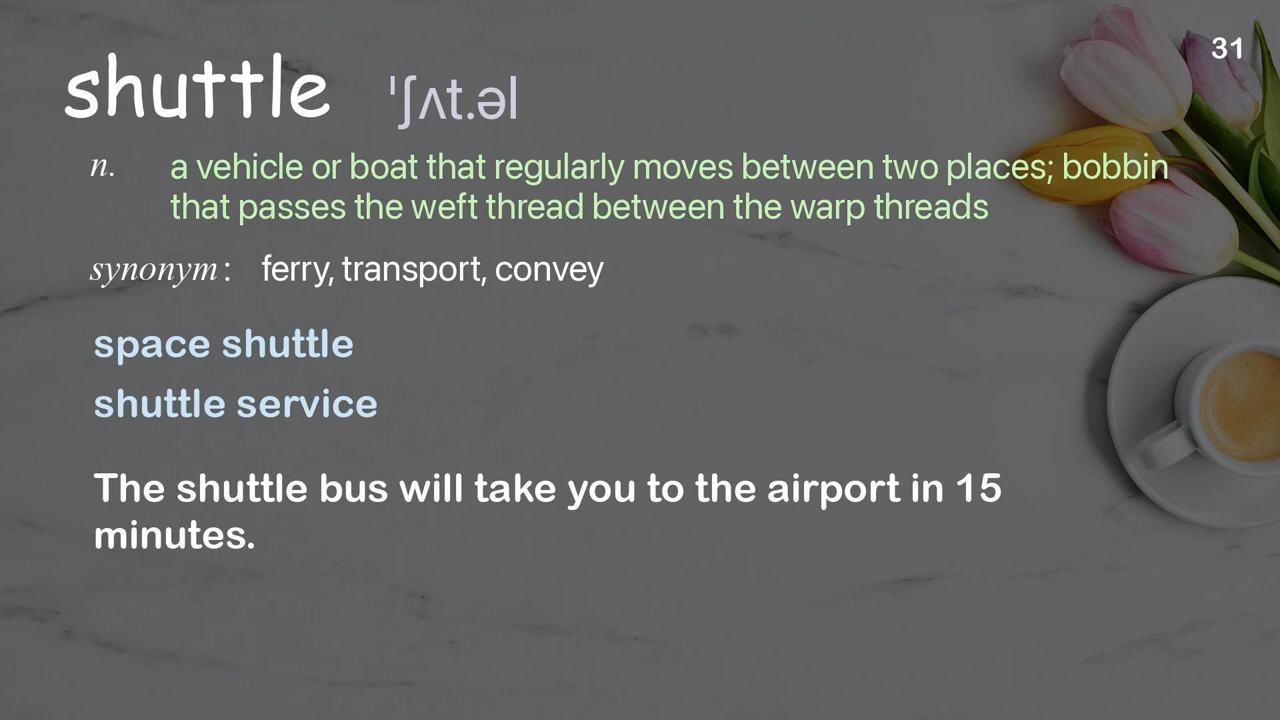 31
shuttle ˈʃʌt.əl
n. a vehicle or boat that regularly moves between two places; bobbin
that passes the weft thread between the warp threads
synonym: ferry, transport, convey
space shuttle
shuttle service
The shuttle bus will take you to the airport in 15
minutes.